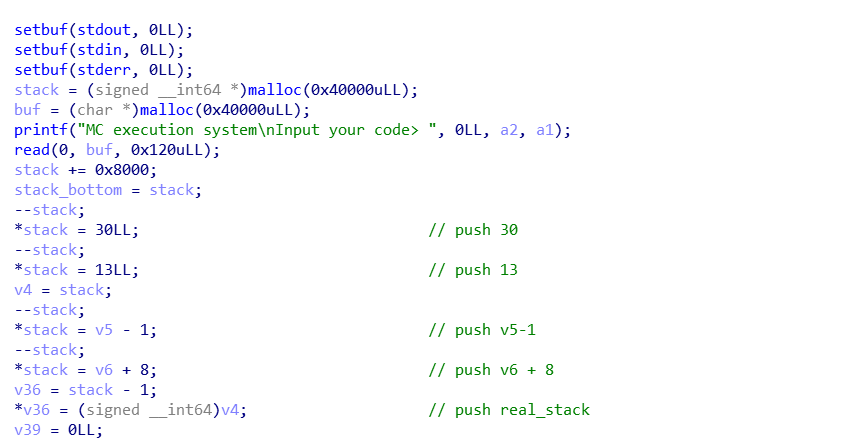 setbuf(stdout, 0LL);
setbuf(stdin, 0LL);
setbuf(stderr, 0LL);
stack = (signed __int64 *)malloc(0x40000uLL);
buf = (char *)malloc(0x40000uLL);
printf("MC execution system\nInput your code> ", 0LL, a2, a1);
read(0, buf, 0x120uLL);
stack += 0x8000;
stack_bottom = stack;
--stack;
*stack = 30LL; // push 30
--stack;
*stack = 13LL; // push 13
v4 = stack;
--stack;
*stack = v5 - 1; // push v5-1
--stack;
*stack = v6 + 8; // push v6 + 8
v36 = stack - 1;
*v36 = (signed __int64)v4; // push real_stack
v39 = 0LL;